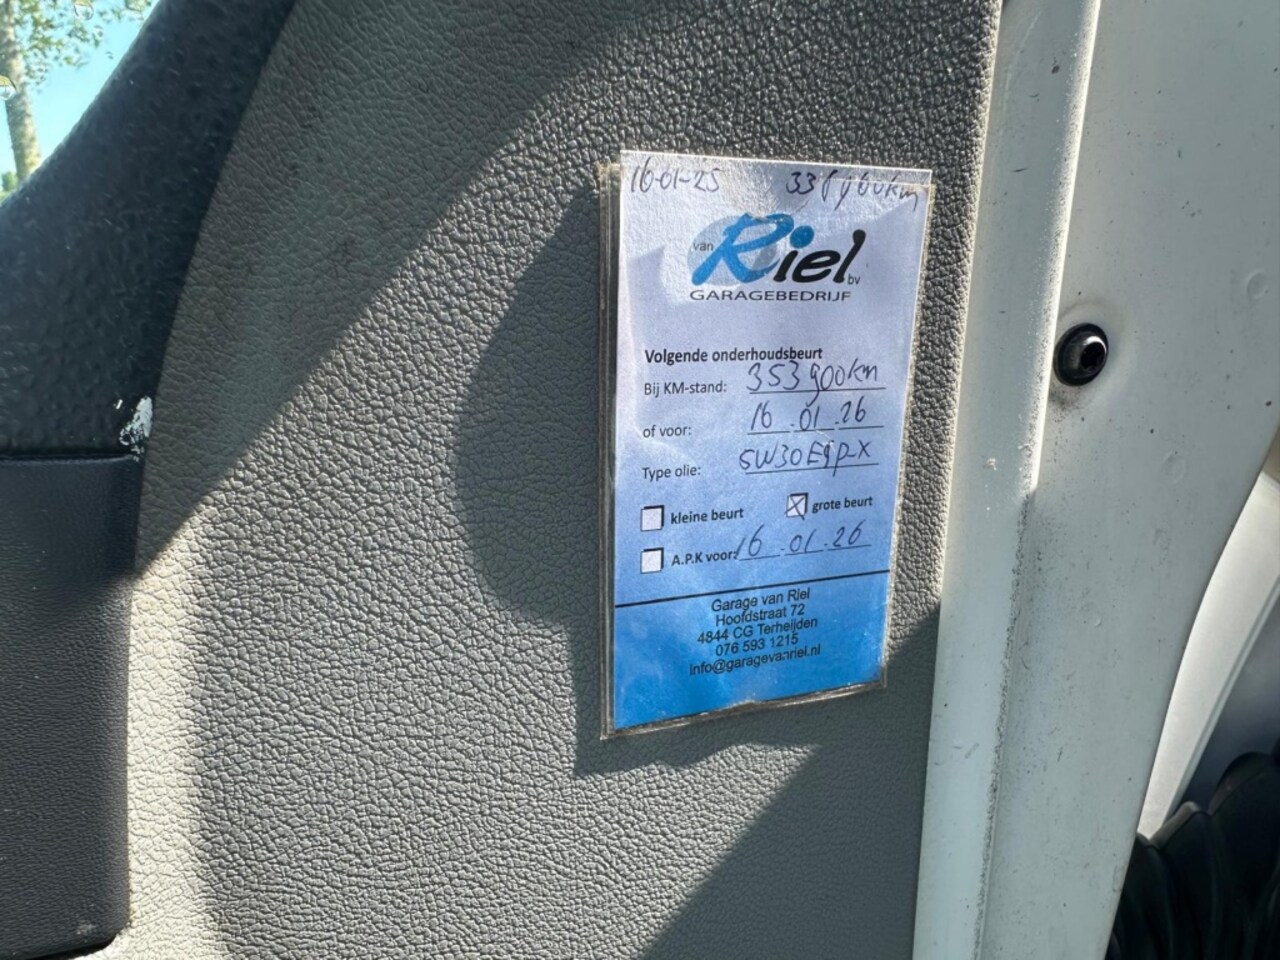 16-01-25
van Riel bv
GARAGEBEDRIJF
Volgende onderhoudsbeurt
Bij KM-stand: 353900km
of voor: 16 . 01 . 26
Type olie:
kleine beurt grote beurt
A.P.K voor: 16 . 01 . 26
Garage van Riel
Hoofdstraat 72
4844 CG Terheijden
076 593 1215
info@garagevanriel.nl